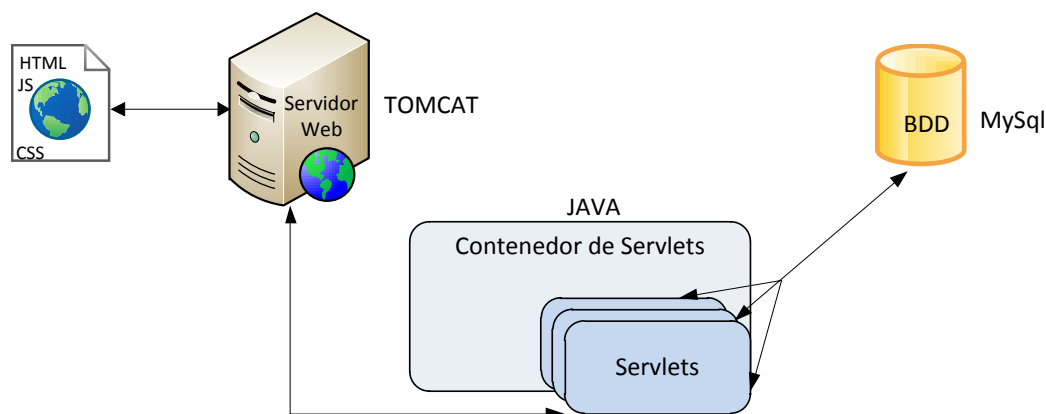 HTML
JS
CSS
Servidor
Web
TOMCAT
BDD
MySql
JAVA
Contenedor de Servlets
Servlets